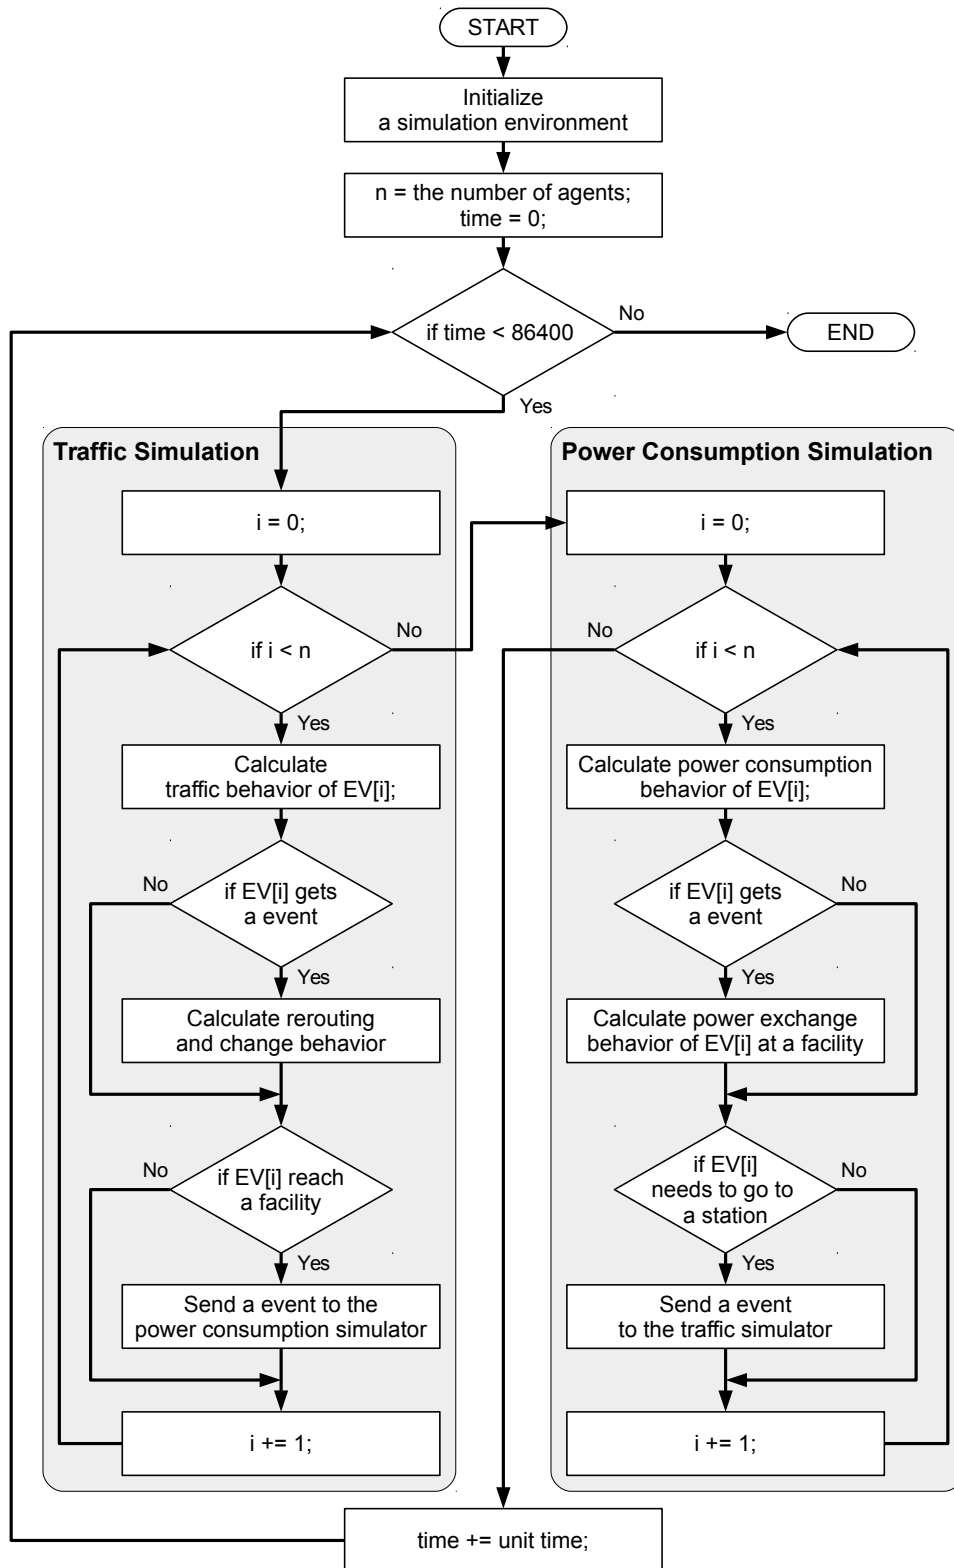 START
Initialize
a simulation environment
n = the number of agents;
time = 0;
if time < 86400
No
END
Yes
Traffic Simulation
i = 0;
if i < n
No
Yes
Calculate
traffic behavior of EV[i];
No
if EV[i] gets
a event
Yes
Calculate rerouting
and change behavior
No
if EV[i] reach
a facility
Yes
Send a event to the
power consumption simulator
i += 1;
Power Consumption Simulation
i = 0;
No
if i < n
Yes
Calculate power consumption
behavior of EV[i];
if EV[i] gets
a event
No
Yes
Calculate power exchange
behavior of EV[i] at a facility
if EV[i]
needs to go to
a station
No
Yes
Send a event
to the traffic simulator
i += 1;
time += unit time;